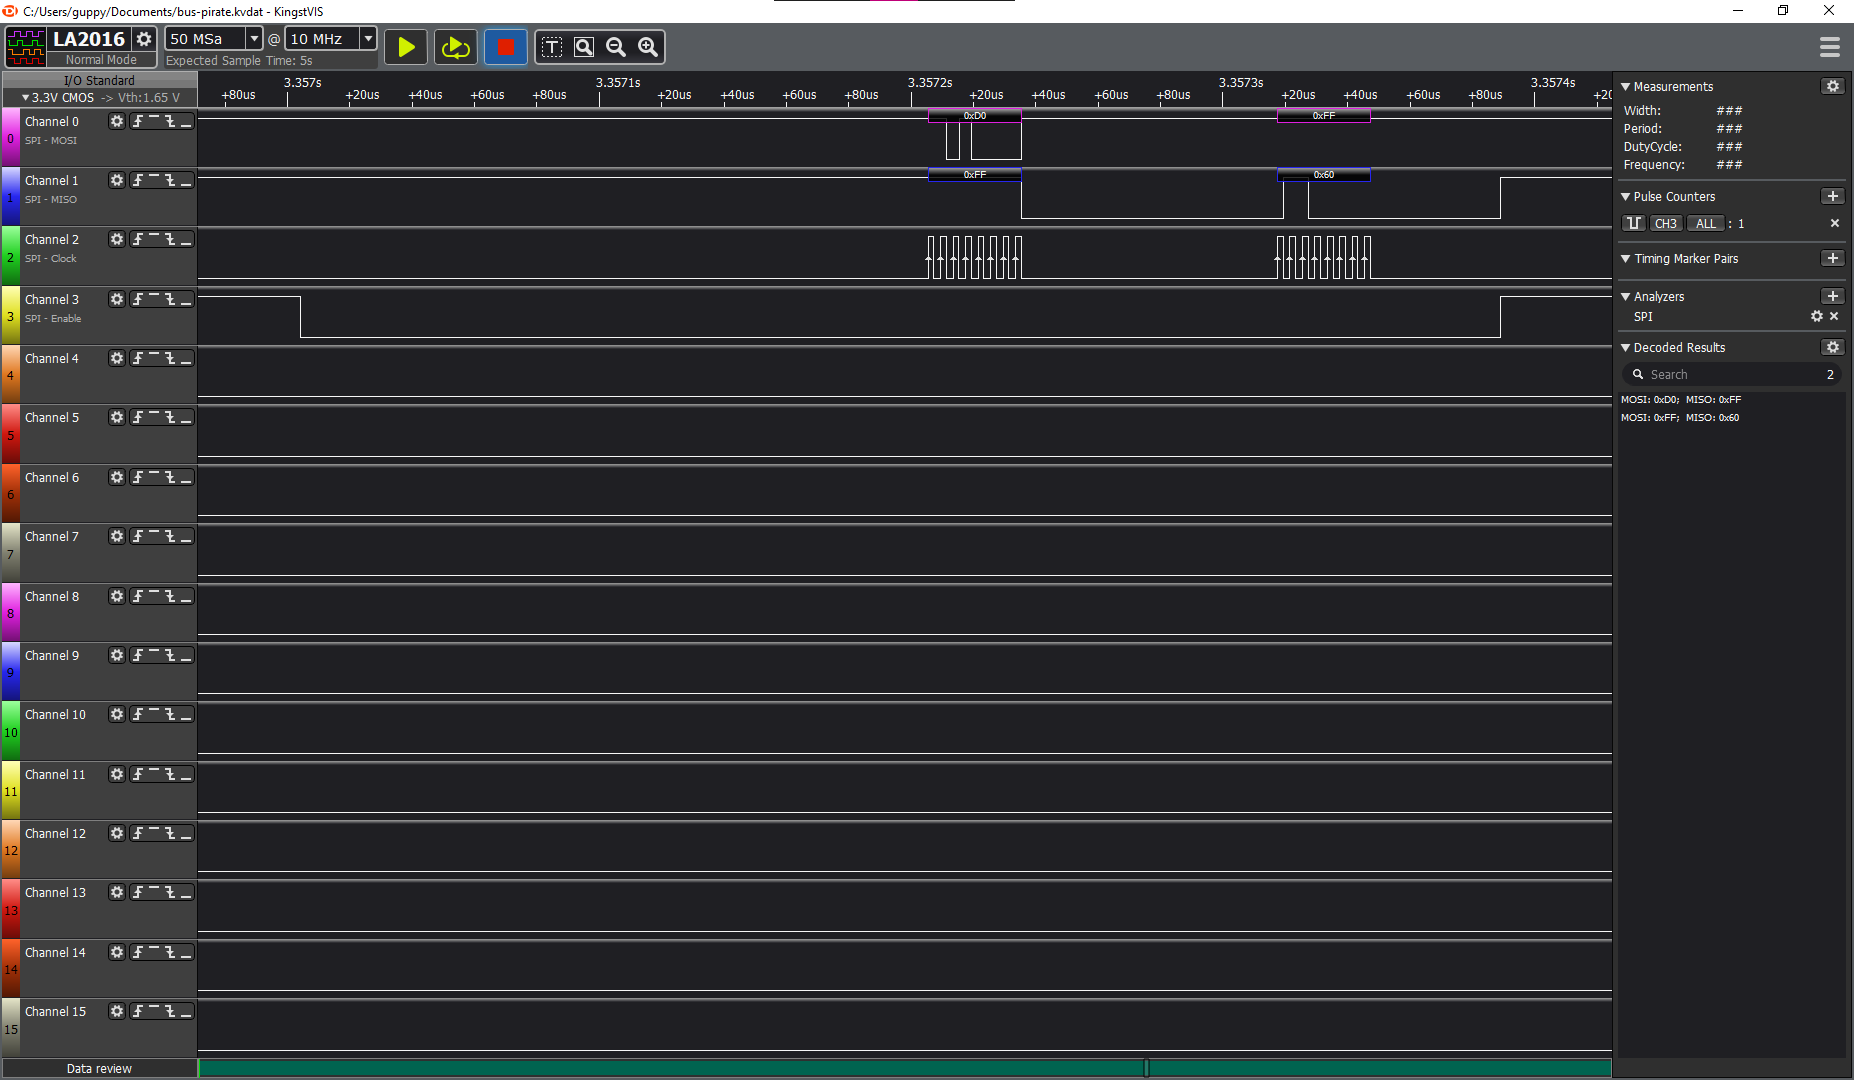 C:/Users/guppy/Documents/bus-pirate.kvdat - KingstVIS
LA2016
Normal Mode
50 MSa @ 10 MHz
Expected Sample Time: 5s
I/O Standard
3.3V CMOS -> Vth:1.65 V
3.357s 3.3571s 3.3572s 3.3573s 3.3574s
+80us +20us +40us +60us +80us +20us +40us +60us +80us +20us +40us +60us +80us +20us +40us +60us +80us +20
0 Channel 0
SPI - MOSI
0xD0 0xFF
1 Channel 1
SPI - MISO
0xFF 0x60
2 Channel 2
SPI - Clock
3 Channel 3
SPI - Enable
4 Channel 4
5 Channel 5
6 Channel 6
7 Channel 7
8 Channel 8
9 Channel 9
10 Channel 10
11 Channel 11
12 Channel 12
13 Channel 13
14 Channel 14
15 Channel 15
Data review
Measurements
Width: ###
Period: ###
DutyCycle: ###
Frequency: ###
Pulse Counters
CH3 ALL : 1
Timing Marker Pairs
Analyzers
SPI
Decoded Results
Search 2
MOSI: 0xD0; MISO: 0xFF
MOSI: 0xFF; MISO: 0x60